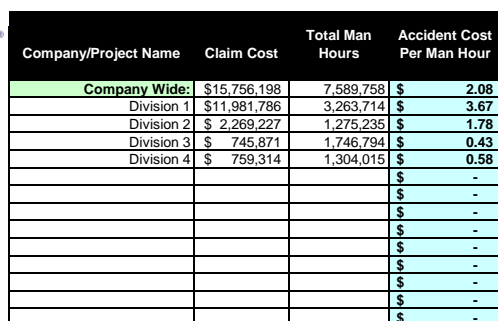 Company/Project Name Claim Cost Total Man Hours Accident Cost Per Man Hour
Company Wide: $15,756,198 7,589,758 $ 2.08
Division 1 $11,981,786 3,263,714 $ 3.67
Division 2 $ 2,269,227 1,275,235 $ 1.78
Division 3 $ 745,871 1,746,794 $ 0.43
Division 4 $ 759,314 1,304,015 $ 0.58
$ -
$ -
$ -
$ -
$ -
$ -
$ -
$ -
$ -